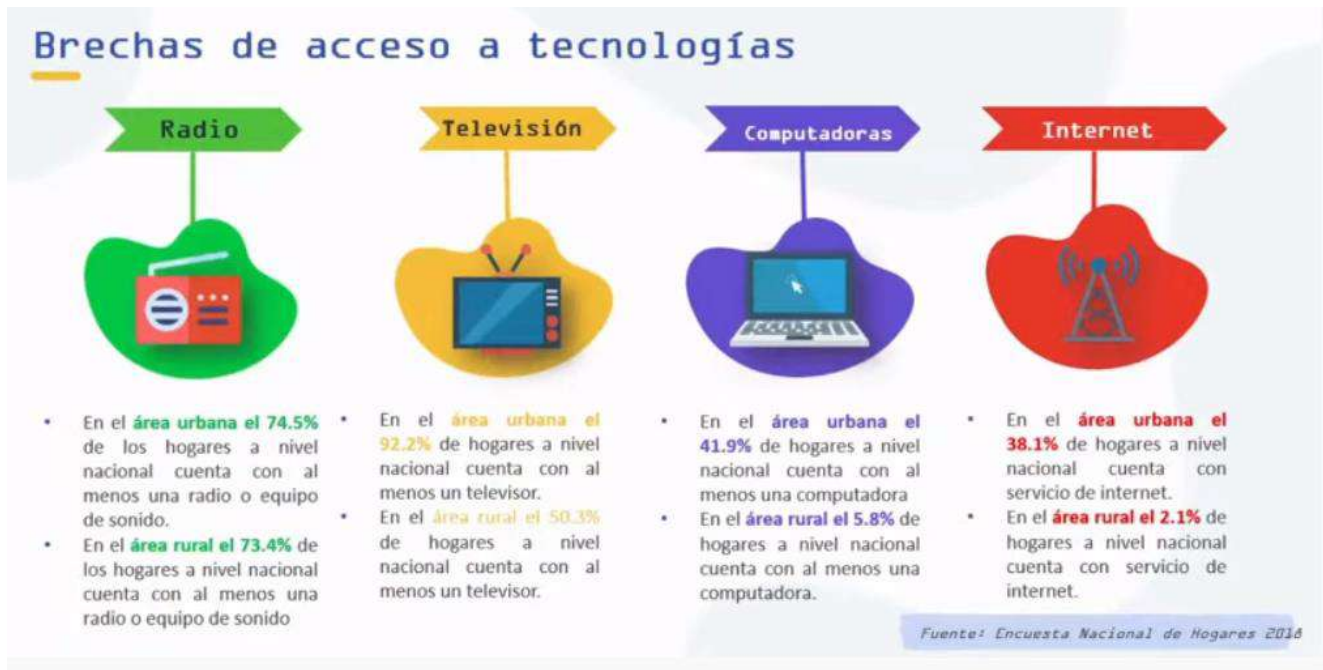 Brechas de acceso a tecnologías
Radio
• En el área urbana el 74.5%
de los hogares a nivel
nacional cuenta con al
menos una radio o equipo
de sonido.
• En el área rural el 73.4% de
los hogares a nivel nacional
cuenta con al menos una
radio o equipo de sonido
Televisión
• En el área urbana el
92.2% de hogares a nivel
nacional cuenta con al
menos un televisor.
• En el área rural el 50.3%
de hogares a nivel
nacional cuenta con al
menos un televisor.
Computadoras
• En el área urbana el
41.9% de hogares a nivel
nacional cuenta con al
menos una computadora
• En el área rural el 5.8% de
hogares a nivel nacional
cuenta con al menos una
computadora.
Internet
• En el área urbana el
38.1% de hogares a nivel
nacional cuenta con
servicio de internet.
• En el área rural el 2.1% de
hogares a nivel nacional
cuenta con servicio de
internet.
Fuente: Encuesta Nacional de Hogares 2018